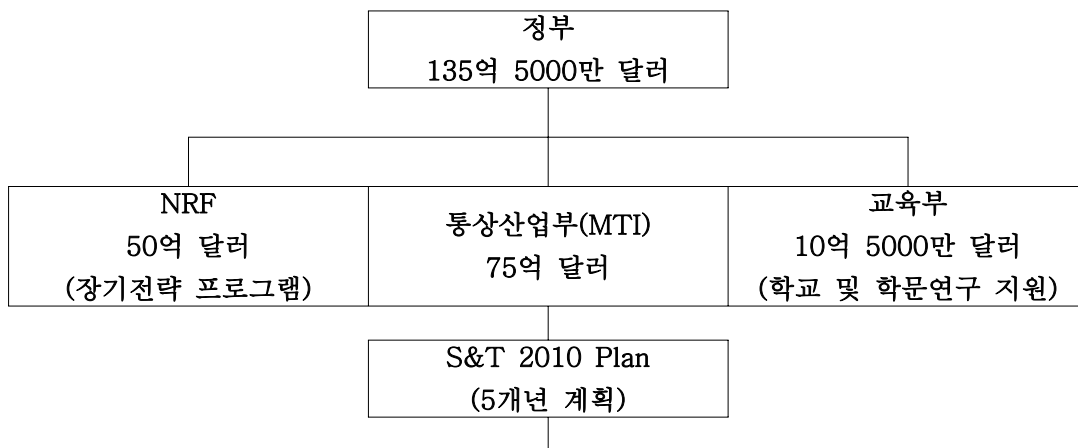 정부
135억 5000만 달러
NRF
50억 달러
(장기전략 프로그램)
통상산업부(MTI)
75억 달러
교육부
10억 5000만 달러
(학교 및 학문연구 지원)
S&T 2010 Plan
(5개년 계획)